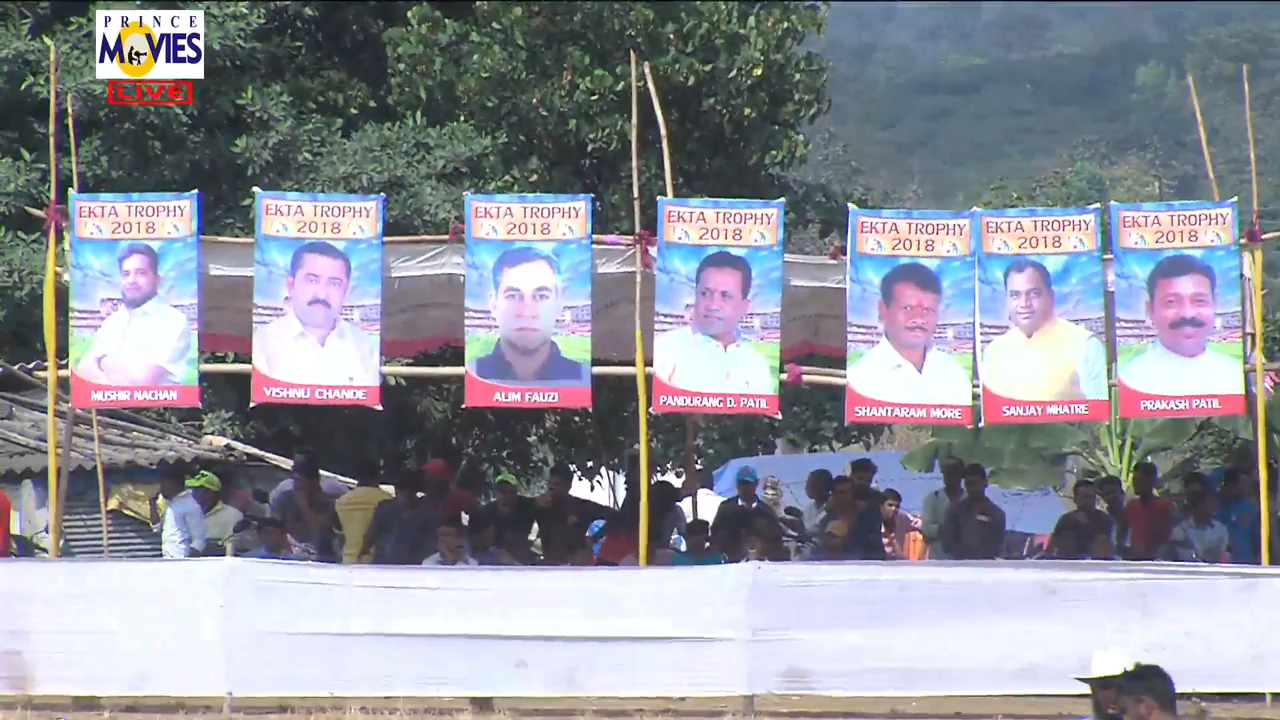 PRINCE
MOVIES
LIVE
EKTA TROPHY
2018
MUSHIR NACHAN
EKTA TROPHY
2018
VISHNU CHANDE
EKTA TROPHY
2018
ALIM FAUZI
EKTA TROPHY
2018
PANDURANG D. PATIL
EKTA TROPHY
2018
SHANTARAM MORE
EKTA TROPHY
2018
SANJAY MHATRE
EKTA TROPHY
2018
PRAKASH PATIL